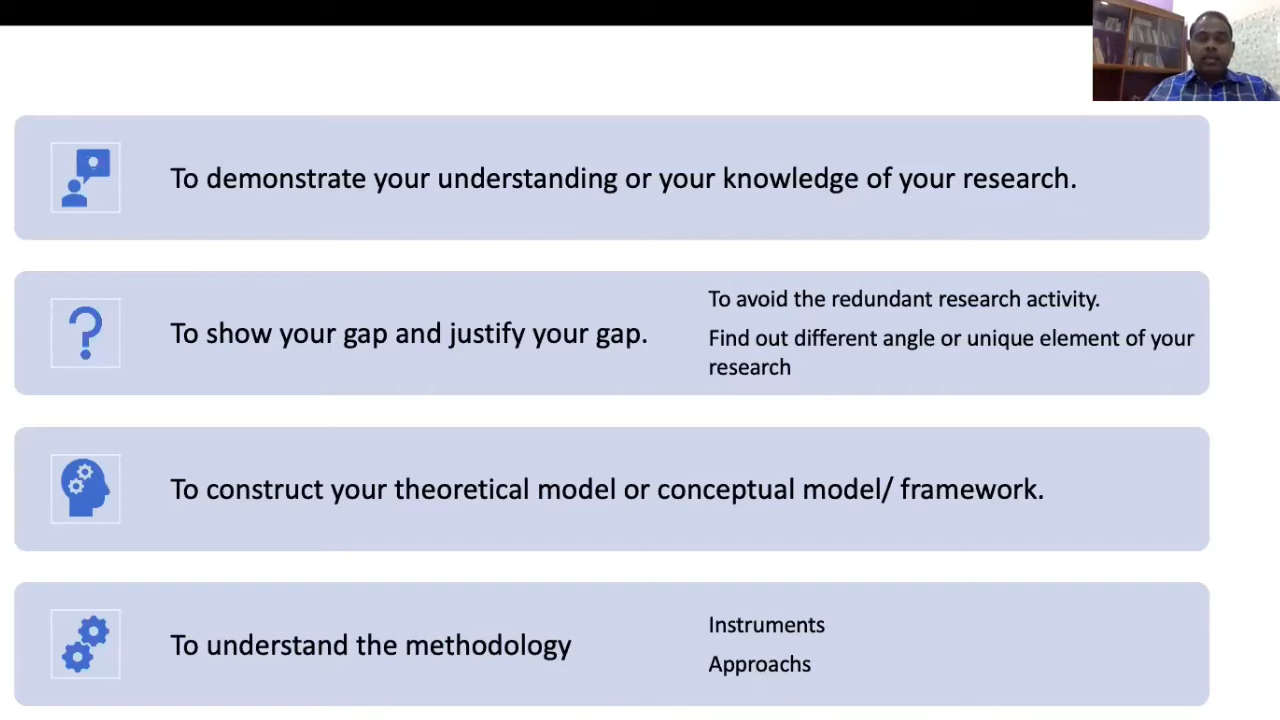 To demonstrate your understanding or your knowledge of your research.
To show your gap and justify your gap.
To avoid the redundant research activity.
Find out different angle or unique element of your
research
To construct your theoretical model or conceptual model/ framework.
To understand the methodology
Instruments
Approachs